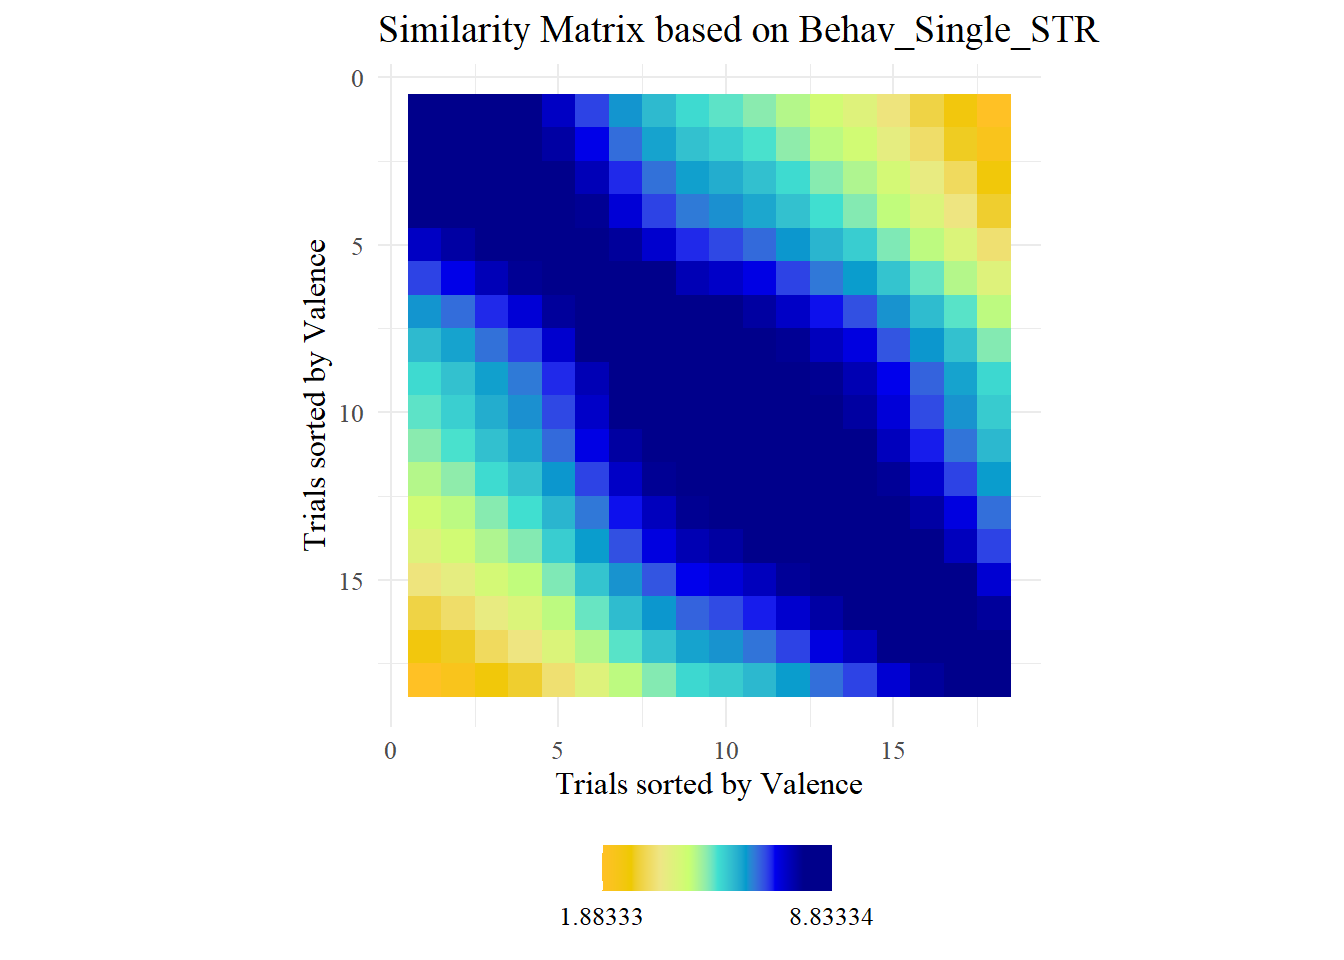 Similarity Matrix based on Behav_Single_STR
0
5
10
15
Trials sorted by Valence
0 5 10 15
Trials sorted by Valence
1.88333 8.83334